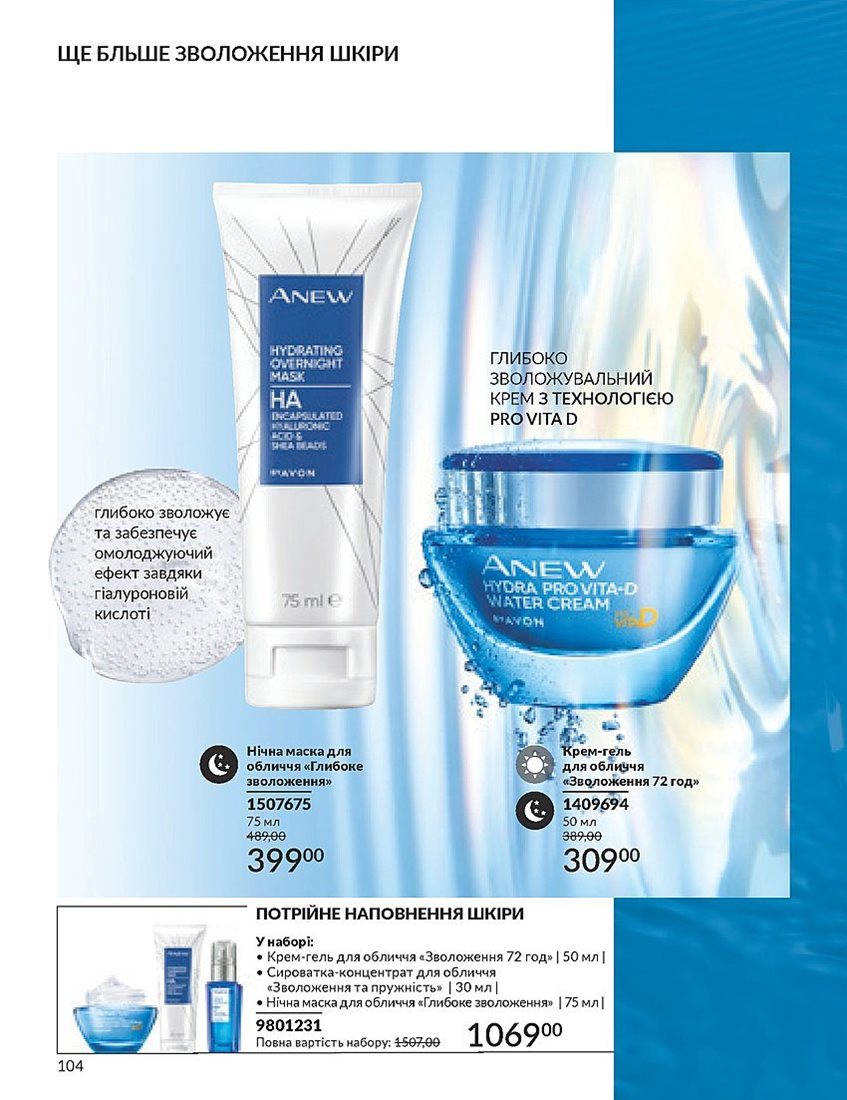 ЩЕ БЛЬШЕ ЗВОЛОЖЕННЯ ШКІРИ
ANEW
HYDRATING
OVERNIGHT
MASK
HA
ENCAPSULATED
HYALURONIC
ACID &
SHEA BEADS
BY AVON
75 ml e
глибоко зволожує
та забезпечує
омолоджуючий
ефект завдяки
гіалуроновій
кислоті
ГЛИБОКО
ЗВОЛОЖУВАЛЬНИЙ
КРЕМ З ТЕХНОЛОГІЄЮ
PRO VITA D
ANEW
HYDRA PRO VITA-D
WATER CREAM
BY AVON
PRO
VITA D
Нічна маска для
обличчя «Глибоке
зволоження»
1507675
75 мл
489,00
39900
Крем-гель
для обличчя
«Зволоження 72 год»
1409694
50 мл
389,00
30900
ПОТРІЙНЕ НАПОВНЕННЯ ШКІРИ
У наборі:
• Крем-гель для обличчя «Зволоження 72 год» | 50 мл |
• Сироватка-концентрат для обличчя
«Зволоження та пружність» | 30 мл |
• Нічна маска для обличчя «Глибоке зволоження» | 75 мл |
9801231
Повна вартість набору: 1507,00
106900
104